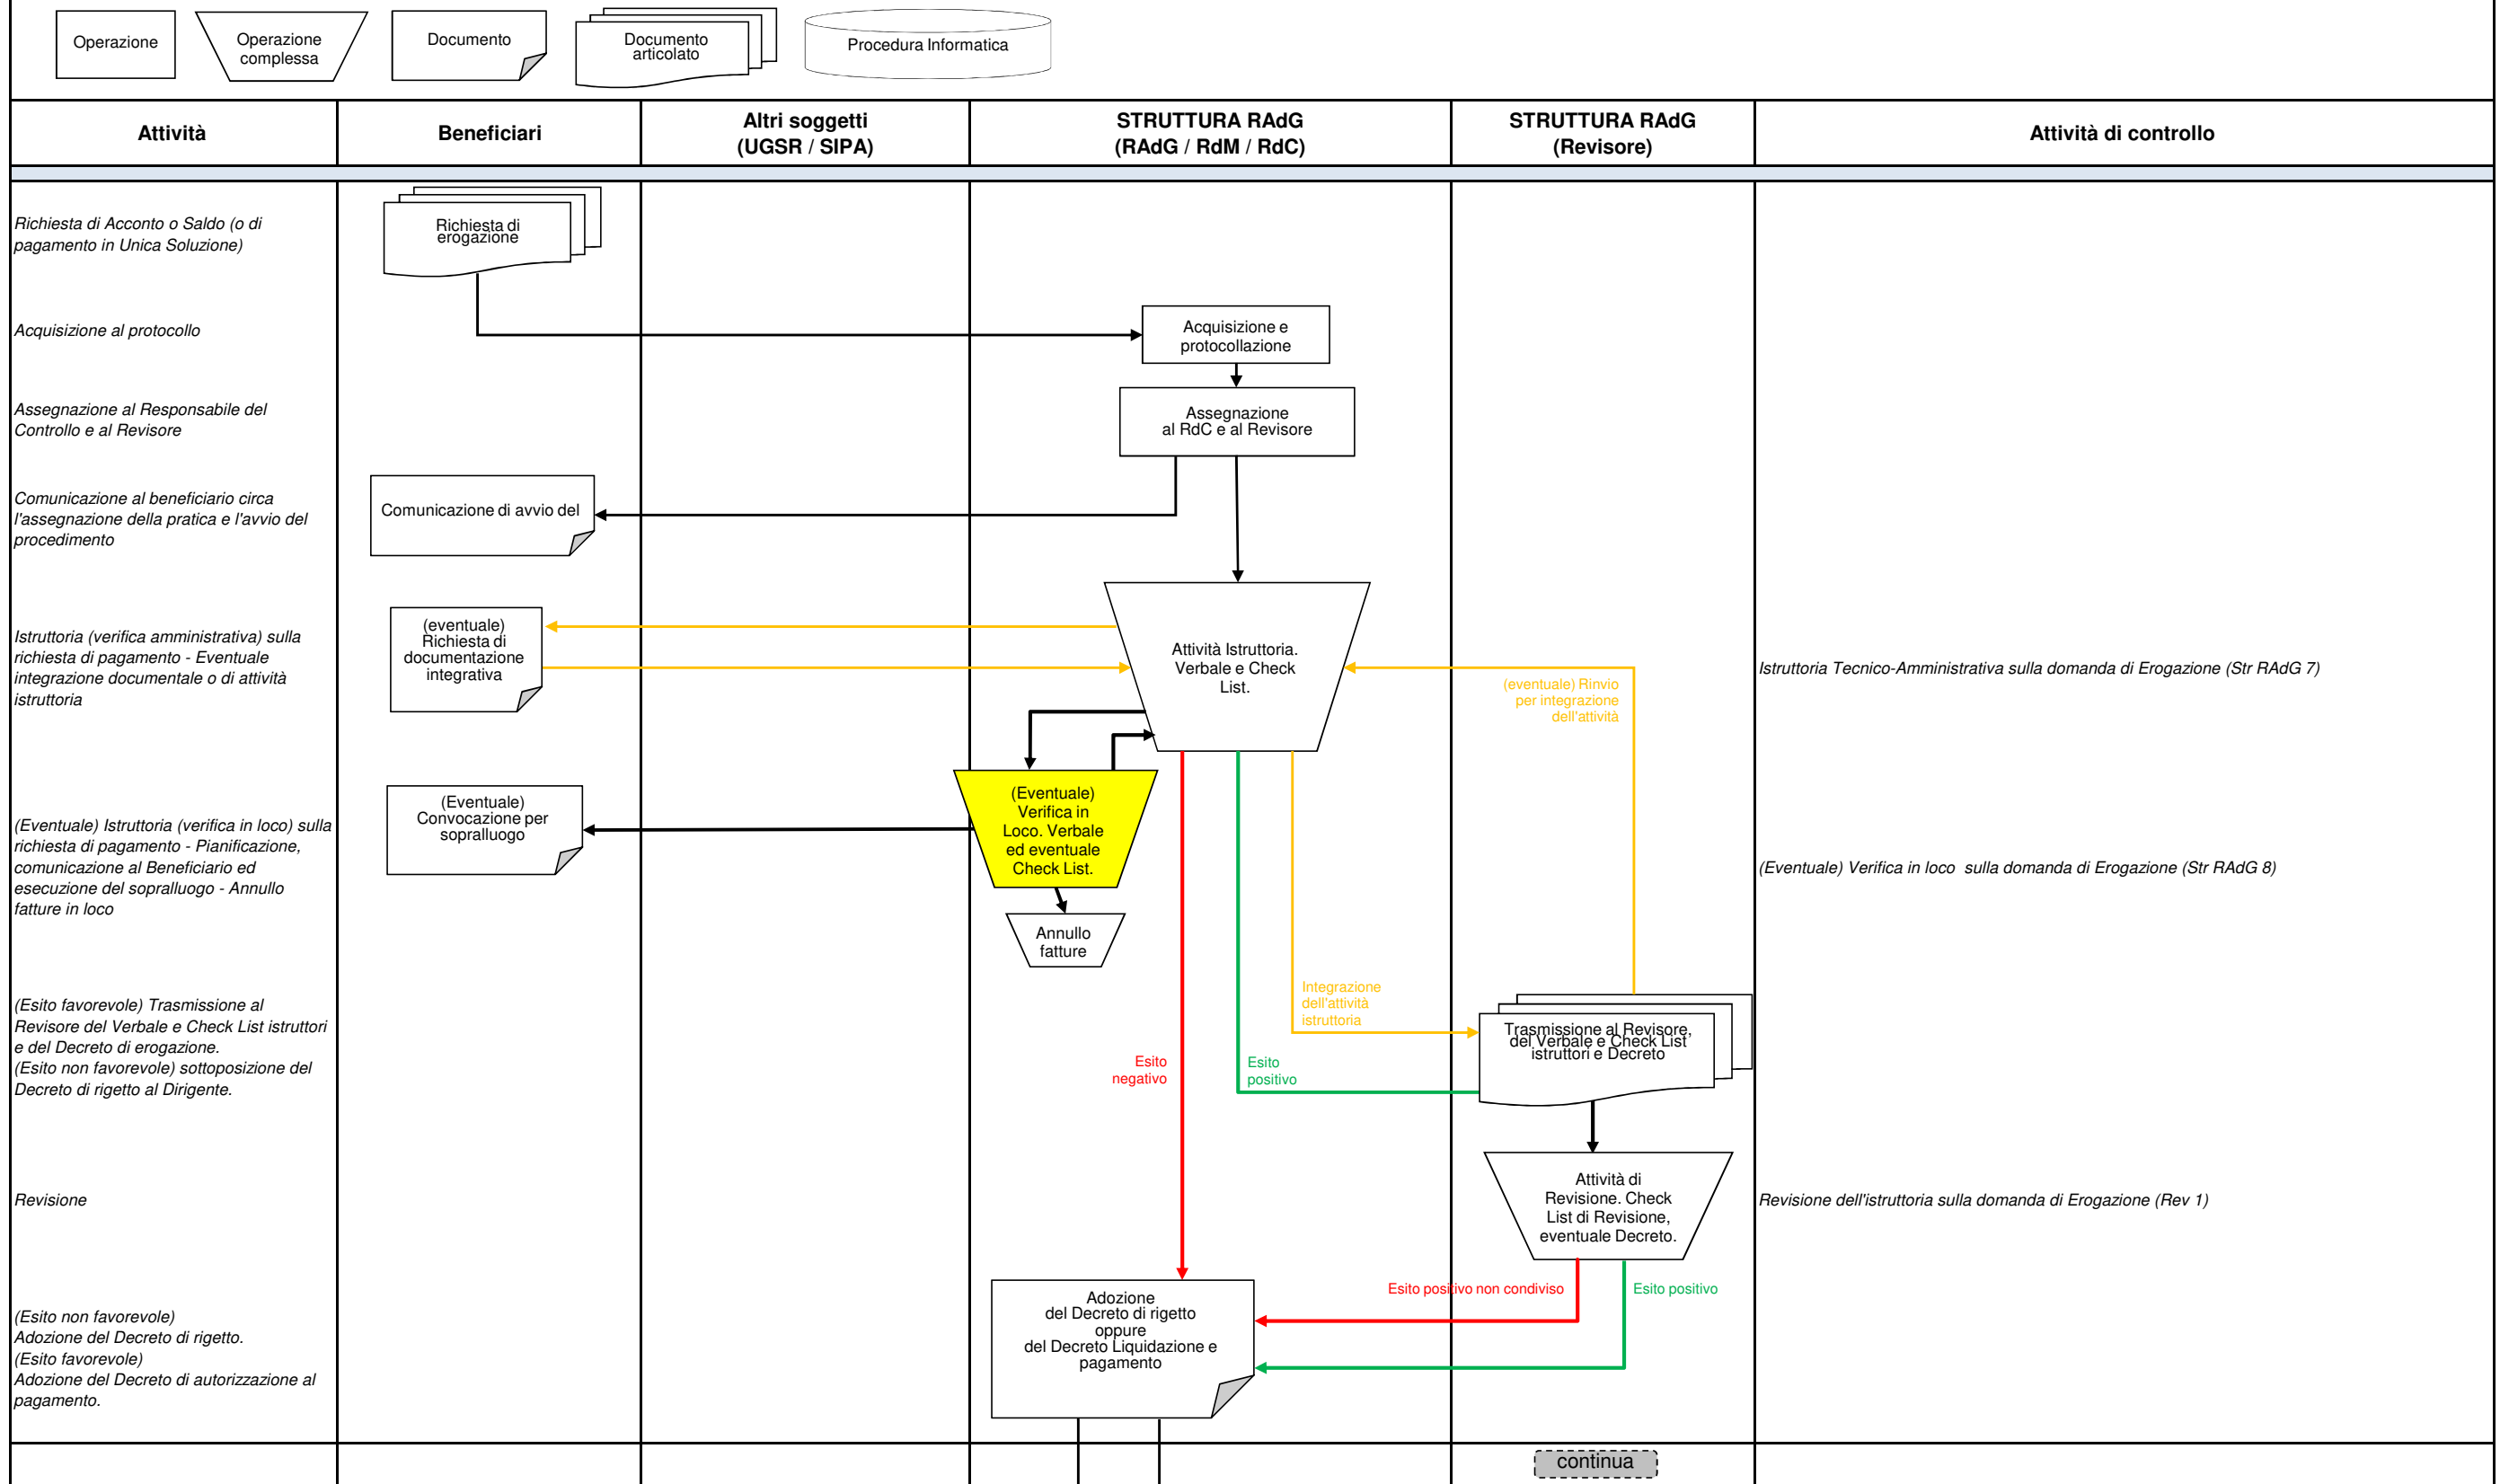 Operazione
Operazione
complessa
Documento
Documento
articolato
Procedura Informatica
Attività
Beneficiari
Altri soggetti
(UGSR / SIPA)
STRUTTURA RAdG
(RAdG / RdM / RdC)
STRUTTURA RAdG
(Revisore)
Attività di controllo
Richiesta di Acconto o Saldo (o di
pagamento in Unica Soluzione)
Richiesta di
erogazione
Acquisizione al protocollo
Acquisizione e
protocollazione
Assegnazione al Responsabile del
Controllo e al Revisore
Assegnazione
al RdC e al Revisore
Comunicazione al beneficiario circa
l'assegnazione della pratica e l'avvio del
procedimento
Comunicazione di avvio del
Istruttoria (verifica amministrativa) sulla
richiesta di pagamento - Eventuale
integrazione documentale o di attività
istruttoria
(eventuale)
Richiesta di
documentazione
integrativa
Attività Istruttoria.
Verbale e Check
List.
(eventuale) Rinvio
per integrazione
dell'attività
Istruttoria Tecnico-Amministrativa sulla domanda di Erogazione (Str RAdG 7)
(Eventuale) Istruttoria (verifica in loco) sulla
richiesta di pagamento - Pianificazione,
comunicazione al Beneficiario ed
esecuzione del sopralluogo - Annullo
fatture in loco
(Eventuale)
Convocazione per
sopralluogo
(Eventuale)
Verifica in
Loco. Verbale
ed eventuale
Check List.
Annullo
fatture
(Eventuale) Verifica in loco  sulla domanda di Erogazione (Str RAdG 8)
(Esito favorevole) Trasmissione al
Revisore del Verbale e Check List istruttori
e del Decreto di erogazione.
(Esito non favorevole) sottoposizione del
Decreto di rigetto al Dirigente.
Esito
negativo
Esito
positivo
Integrazione
dell'attività
istruttoria
Trasmissione al Revisore,
del Verbale e Check List
istruttori e Decreto
Revisione
Attività di
Revisione. Check
List di Revisione,
eventuale Decreto.
Revisione dell'istruttoria sulla domanda di Erogazione (Rev 1)
Esito positivo non condiviso
Esito positivo
(Esito non favorevole)
Adozione del Decreto di rigetto.
(Esito favorevole)
Adozione del Decreto di autorizzazione al
pagamento.
Adozione
del Decreto di rigetto
oppure
del Decreto Liquidazione e
pagamento
continua